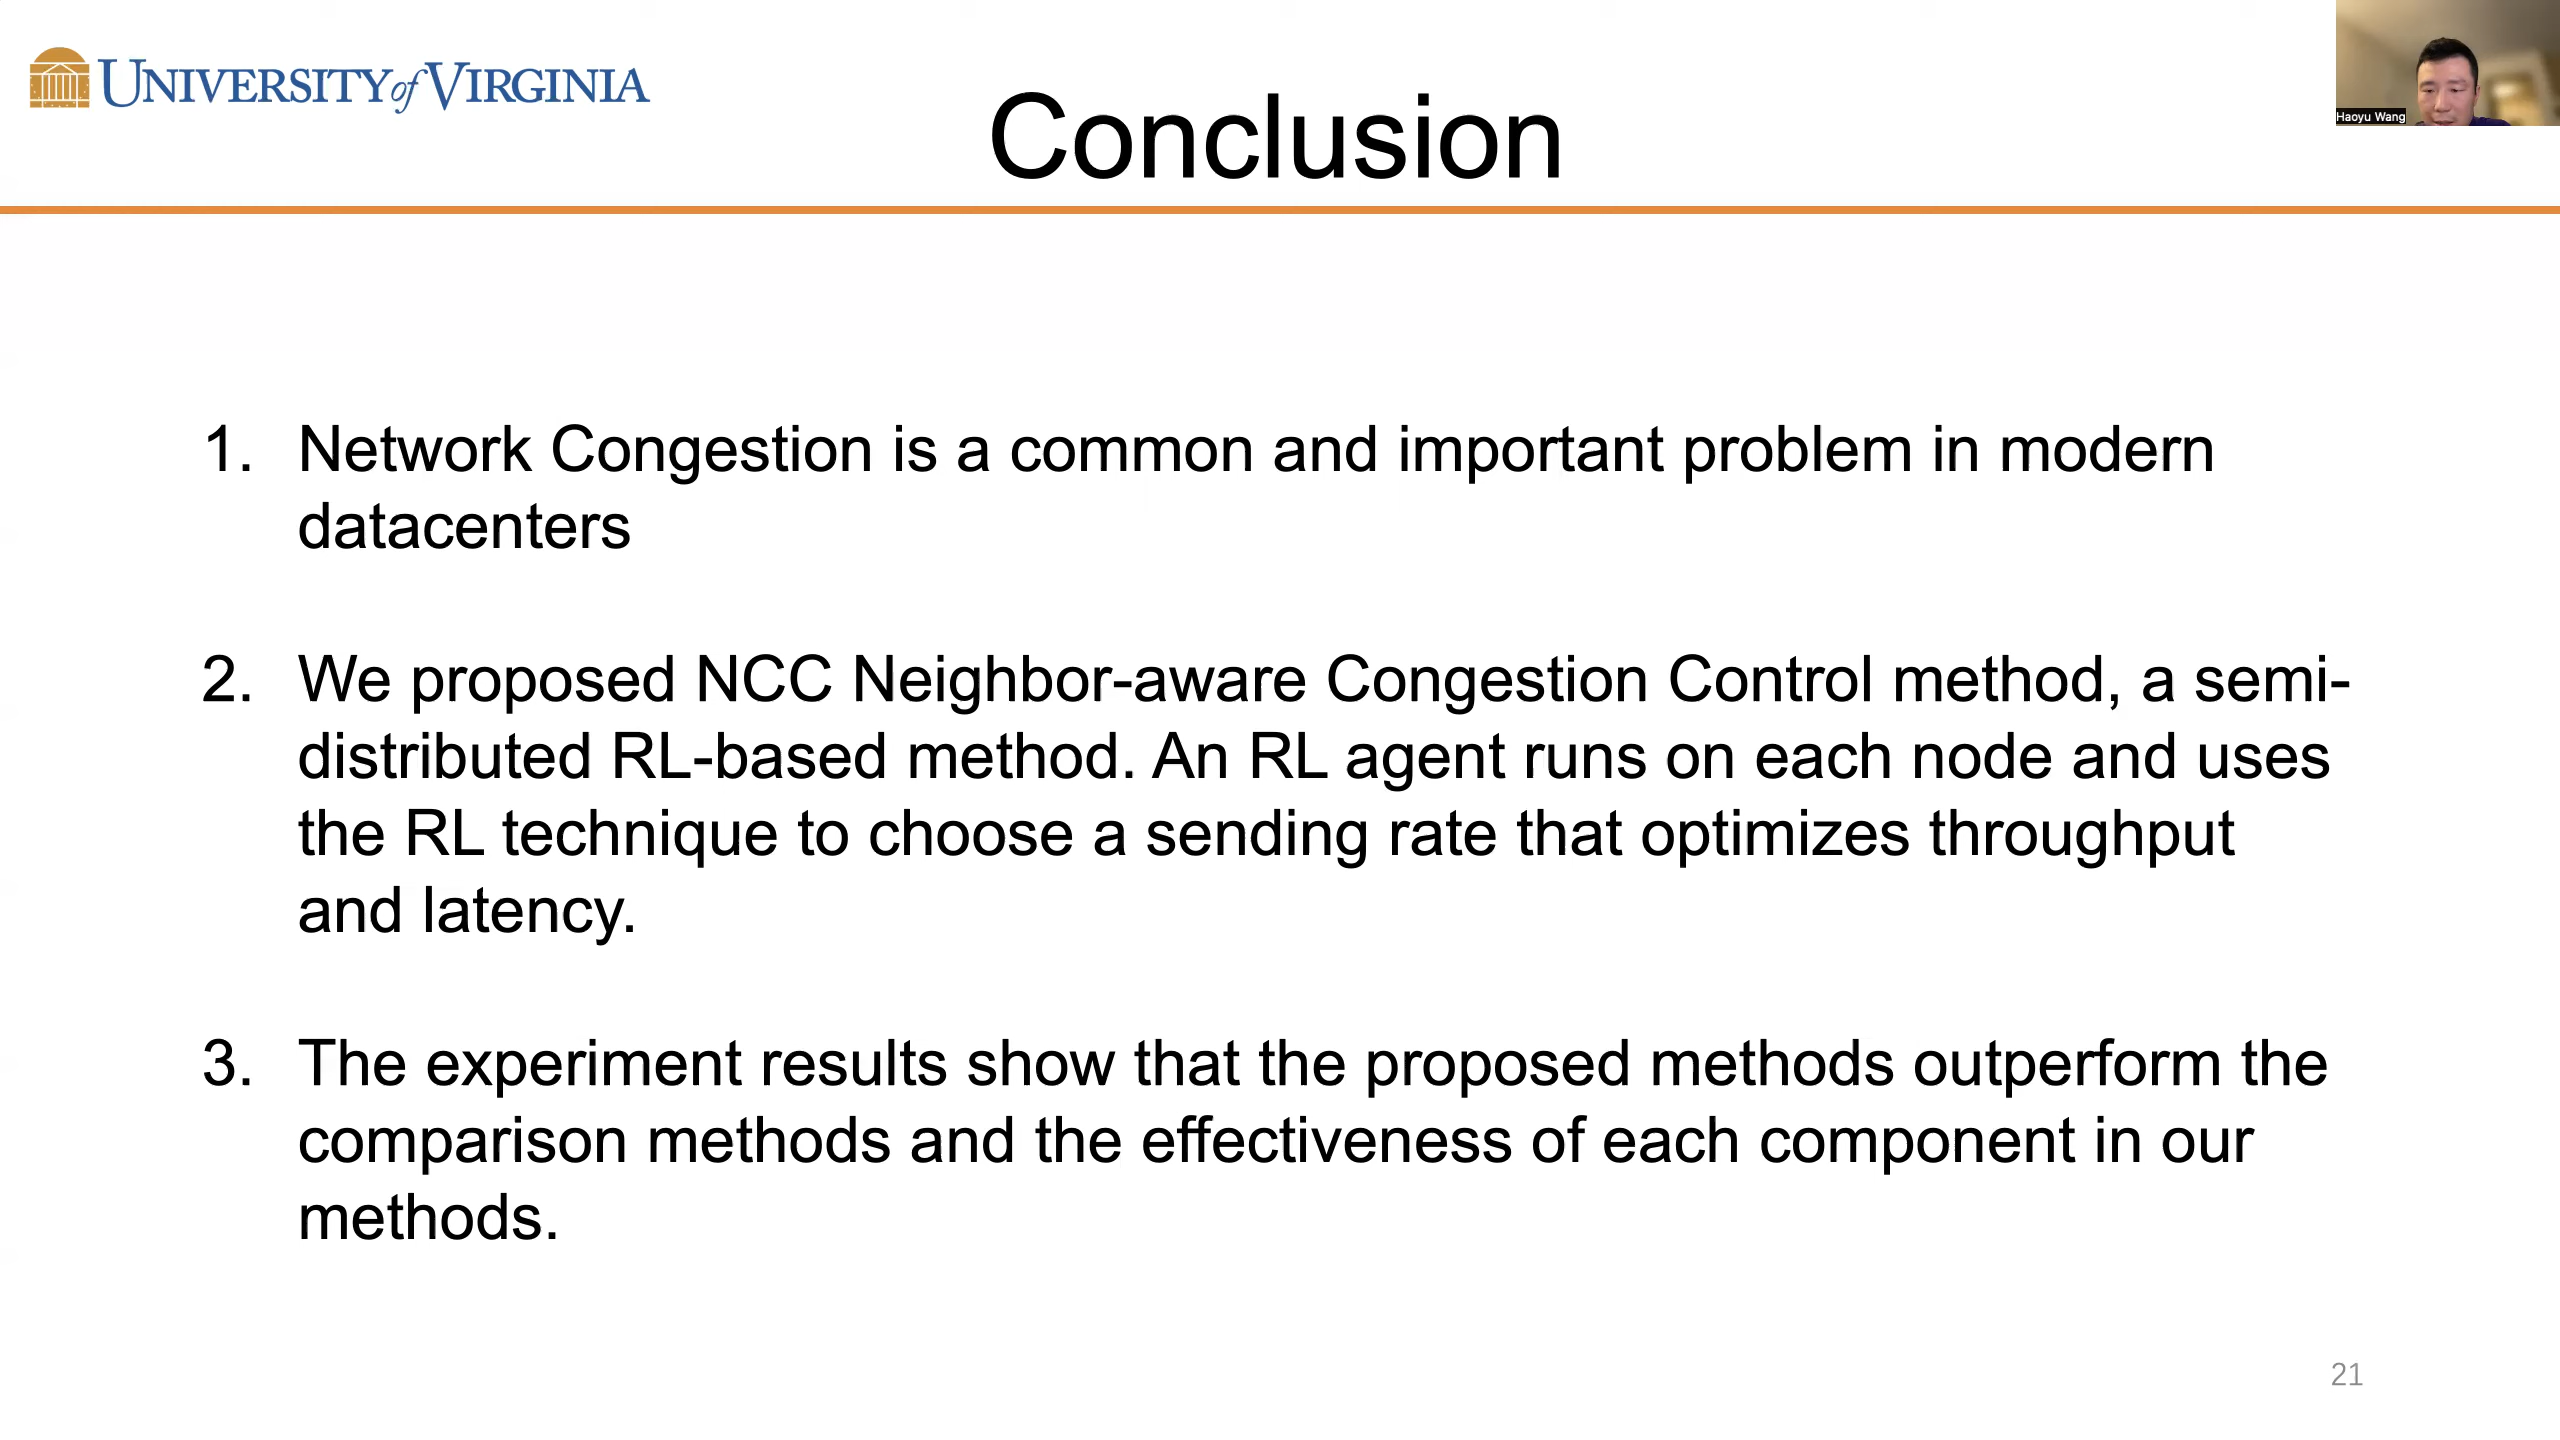 UNIVERSITY of VIRGINIA
Haoyu Wang
Conclusion
1. Network Congestion is a common and important problem in modern
datacenters
2. We proposed NCC Neighbor-aware Congestion Control method, a semi-
distributed RL-based method. An RL agent runs on each node and uses
the RL technique to choose a sending rate that optimizes throughput
and latency.
3. The experiment results show that the proposed methods outperform the
comparison methods and the effectiveness of each component in our
methods.
21